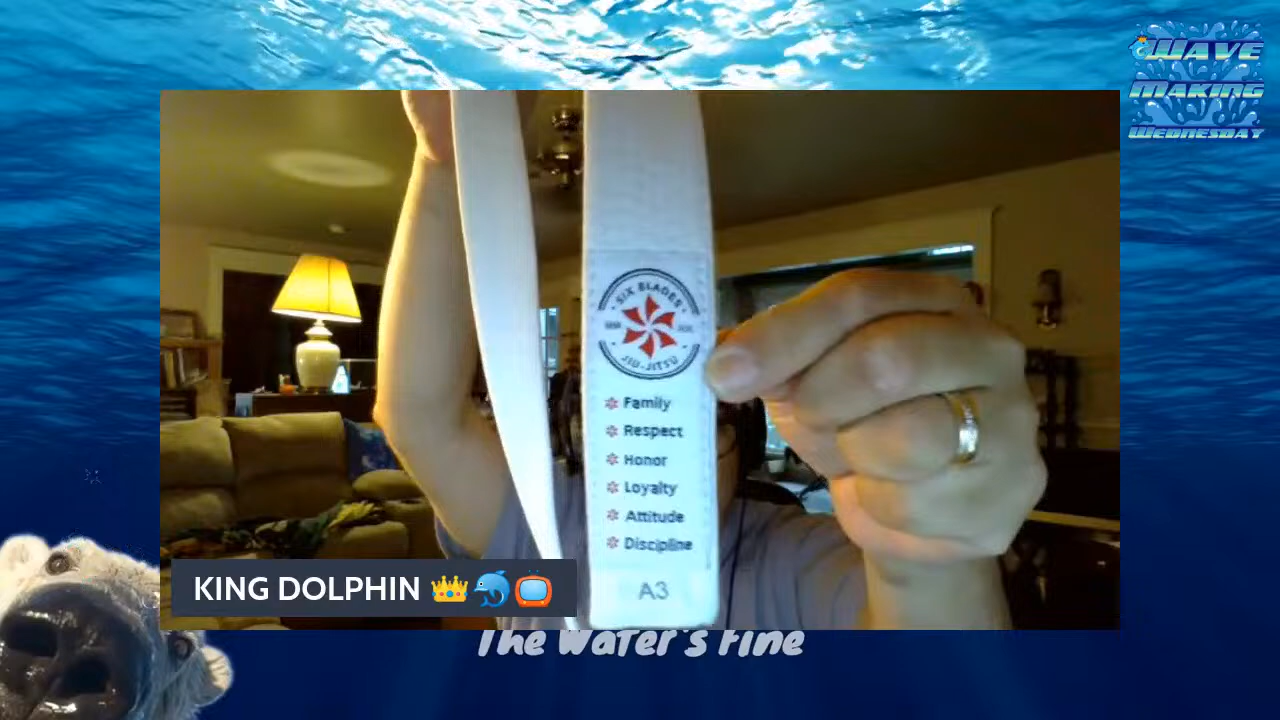 WAVE
MAKING
WEDNESDAY
SIX BLADES
JIU-JITSU
Family
Respect
Honor
Loyalty
Attitude
Discipline
A3
KING DOLPHIN 👑🐬📺
The Water's Fine